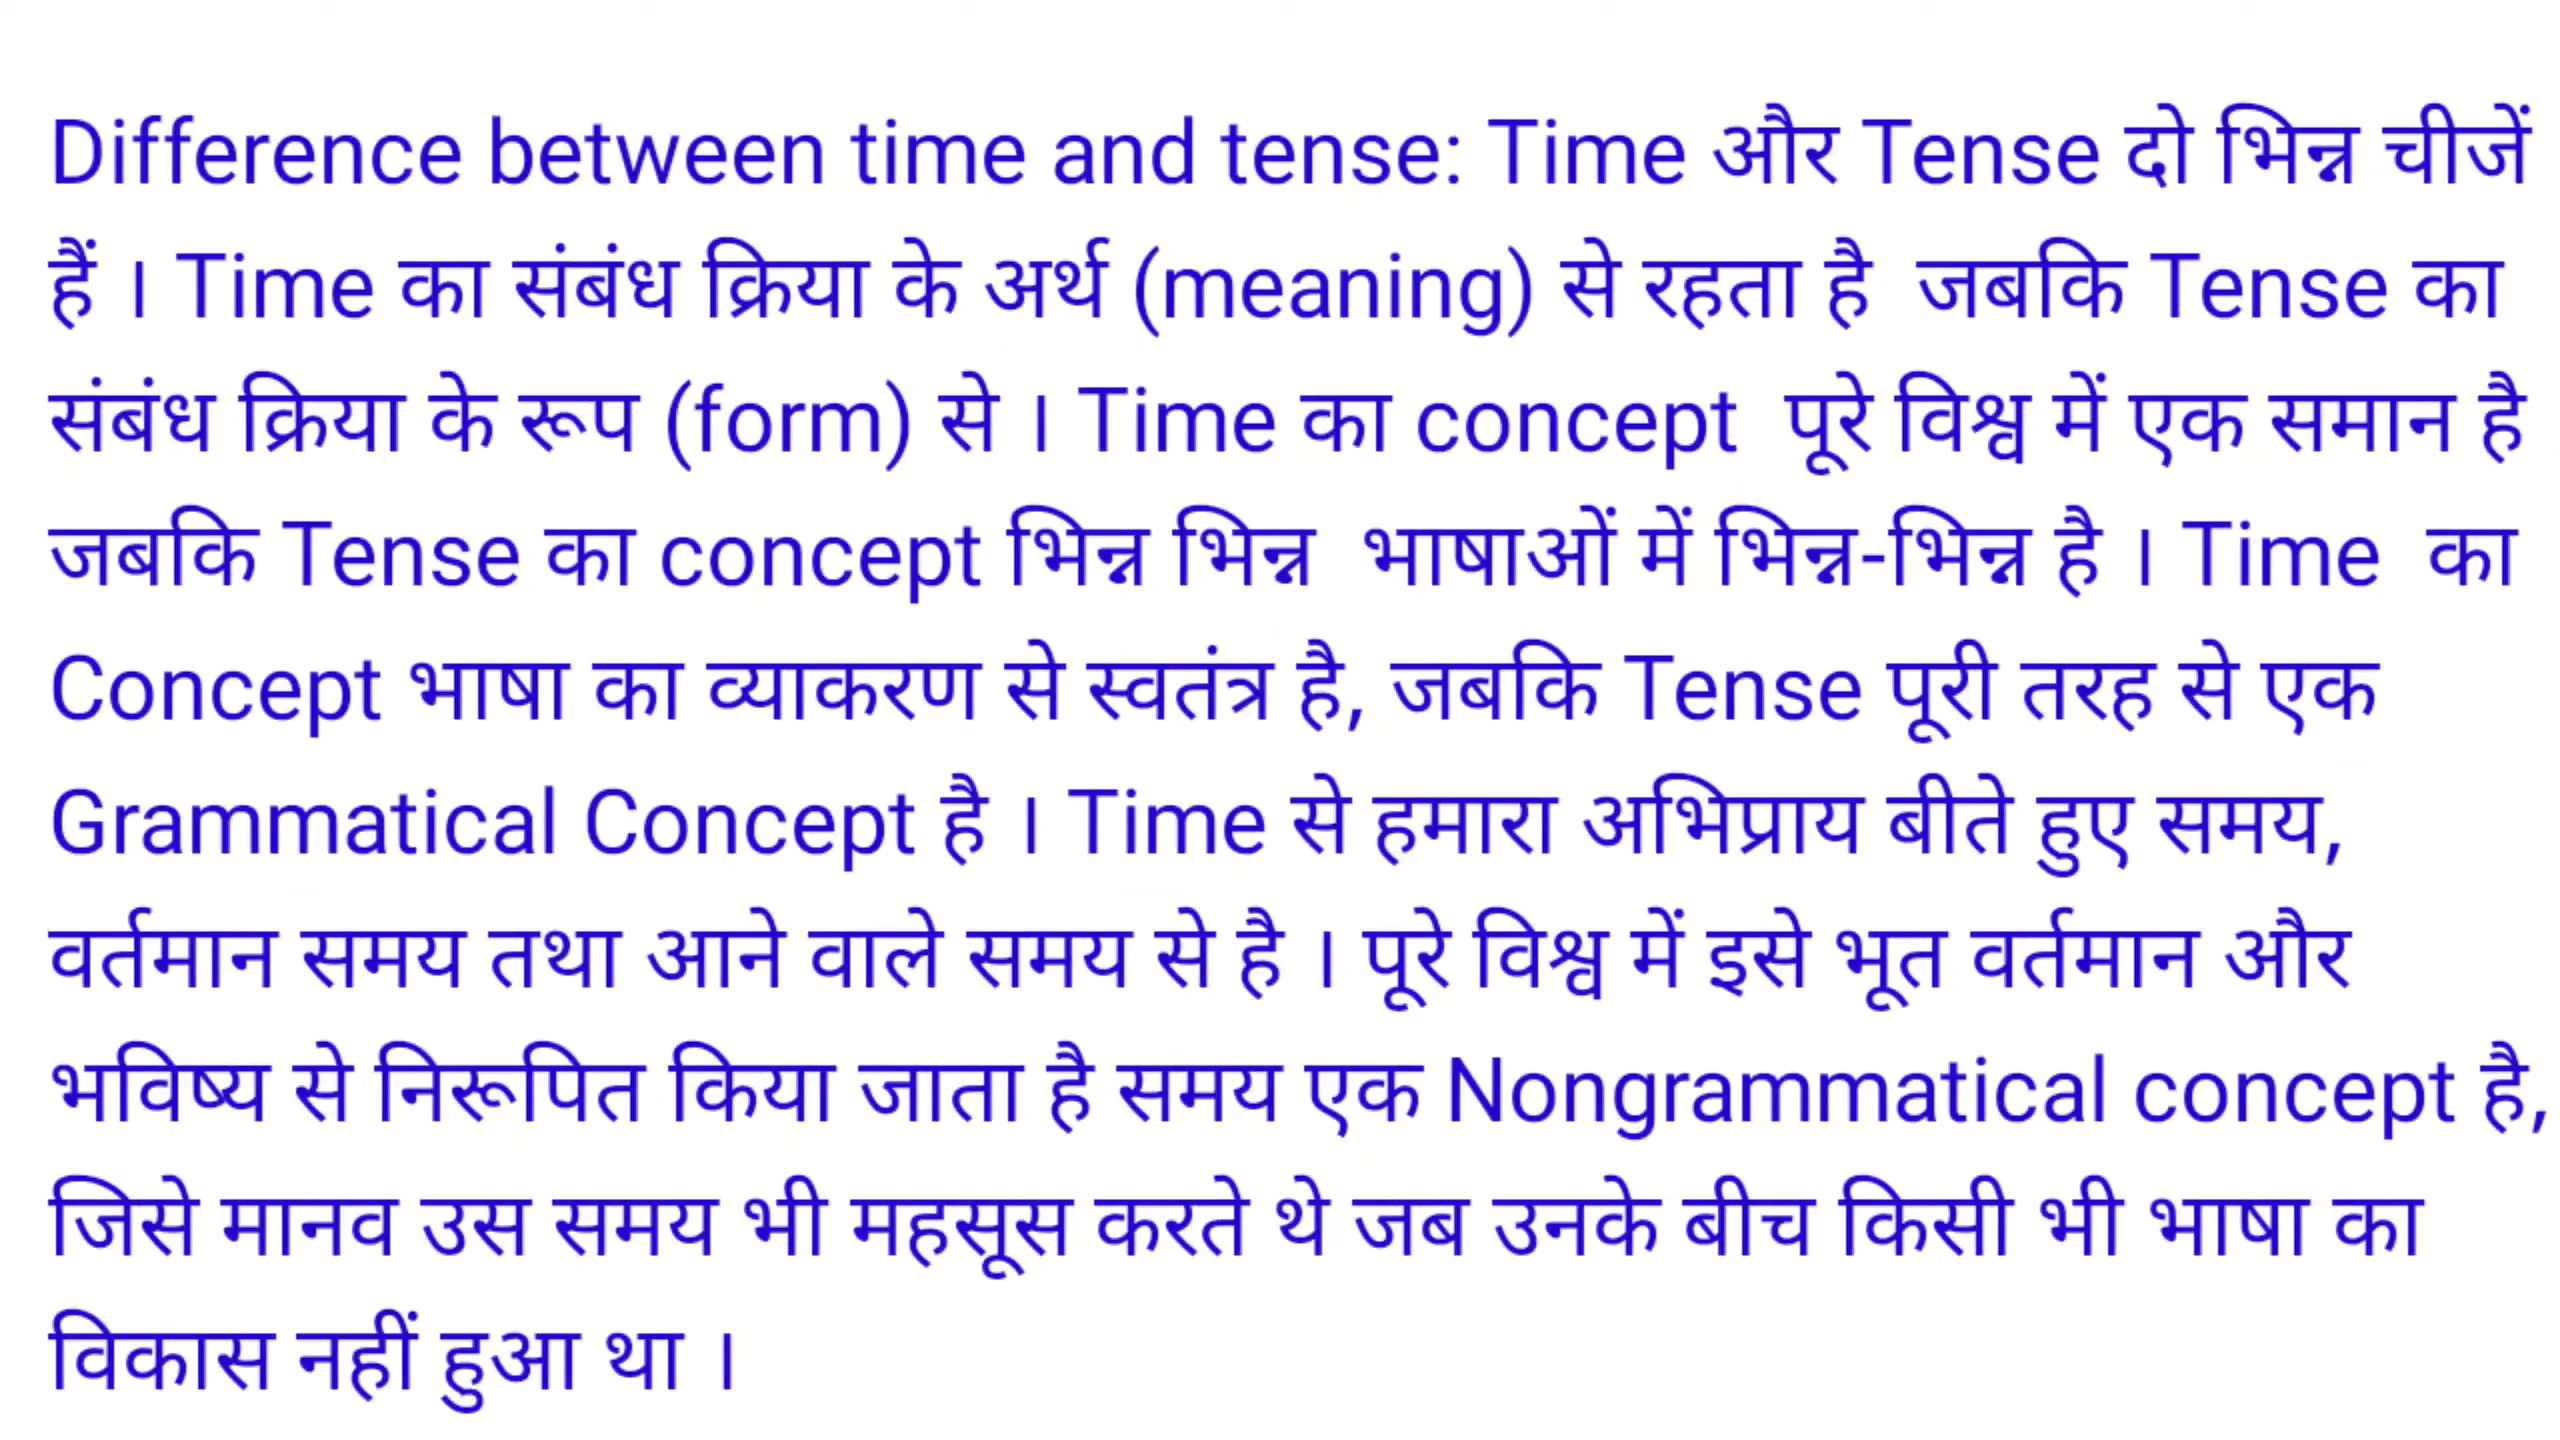 Difference between time and tense: Time और Tense दो भिन्न चीजें
हैं । Time का संबंध क्रिया के अर्थ (meaning) से रहता है जबकि Tense का
संबंध क्रिया के रूप (form) से । Time का concept पूरे विश्व में एक समान है
जबकि Tense का concept भिन्न भिन्न भाषाओं में भिन्न-भिन्न है । Time का
Concept भाषा का व्याकरण से स्वतंत्र है, जबकि Tense पूरी तरह से एक
Grammatical Concept है । Time से हमारा अभिप्राय बीते हुए समय,
वर्तमान समय तथा आने वाले समय से है । पूरे विश्व में इसे भूत वर्तमान और
भविष्य से निरूपित किया जाता है समय एक Nongrammatical concept है,
जिसे मानव उस समय भी महसूस करते थे जब उनके बीच किसी भी भाषा का
विकास नहीं हुआ था ।